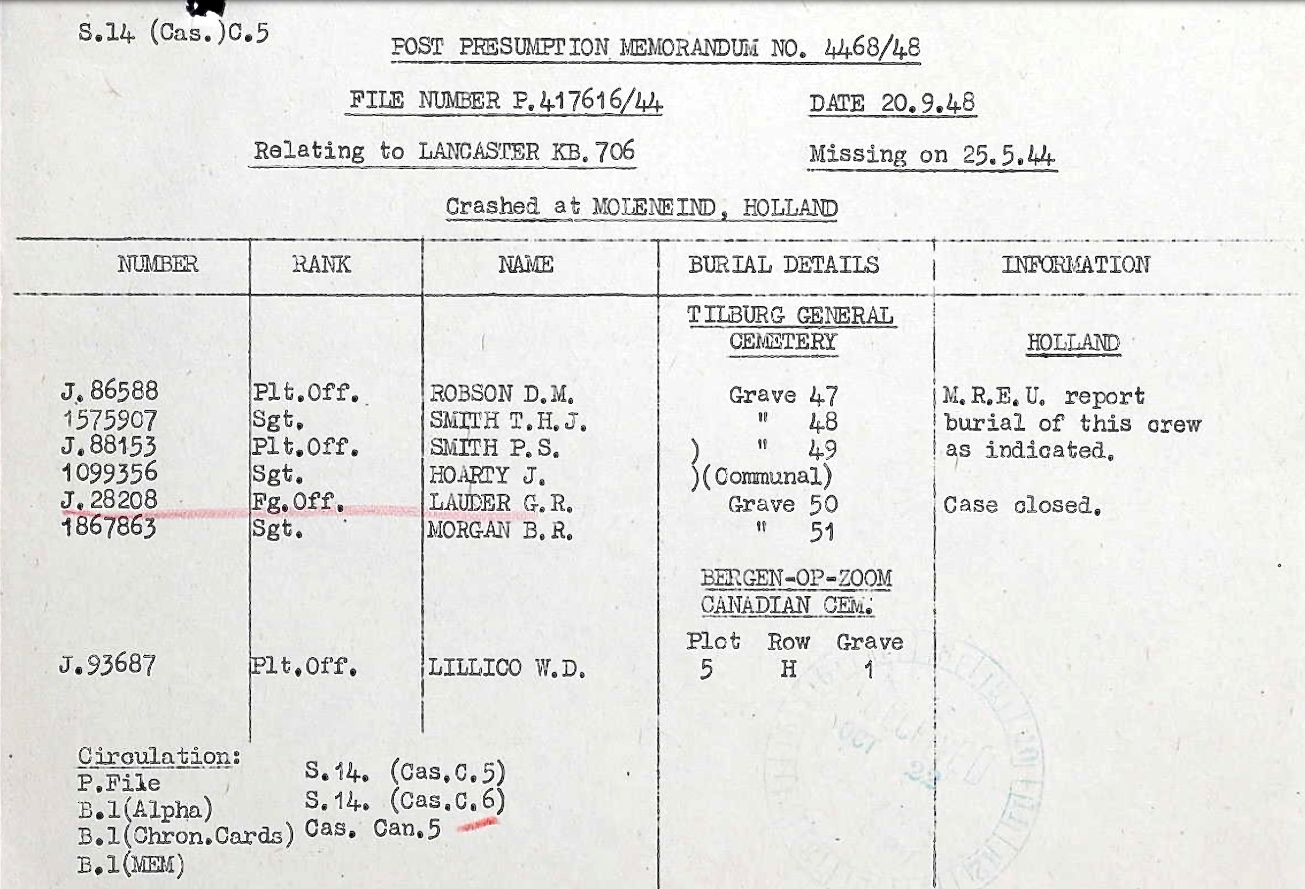 S.14 (Cas.)C.5
POST PRESUMPTION MEMORANDUM NO. 4468/48
FILE NUMBER P.417616/44 DATE 20.9.48
Relating to LANCASTER KB.706 Missing on 25.5.44
Crashed at MOLENEIND, HOLLAND
NUMBER RANK NAME BURIAL DETAILS INFORMATION
TILBURG GENERAL
CEMETERY HOLLAND
J.86588 Plt.Off. ROBSON D.M. Grave 47 M.R.E.U. report
1575907 Sgt. SMITH T.H.J. " 48 burial of this crew
J.88153 Plt.Off. SMITH P.S. ) " 49 as indicated.
1099356 Sgt. HOARTY J. )(Communal)
J.28208 Fg.Off. LAUDER G.R. Grave 50 Case closed.
1867863 Sgt. MORGAN B.R. " 51
BERGEN-OP-ZOOM
CANADIAN CEM.
Plot Row Grave
J.93687 Plt.Off. LILLICO W.D. 5 H 1
Circulation:
P.File S.14. (Cas.C.5)
B.1(Alpha) S.14. (Cas.C.6)
B.1(Chron.Cards) Cas. Can.5
B.1(MEM)
OCT
22